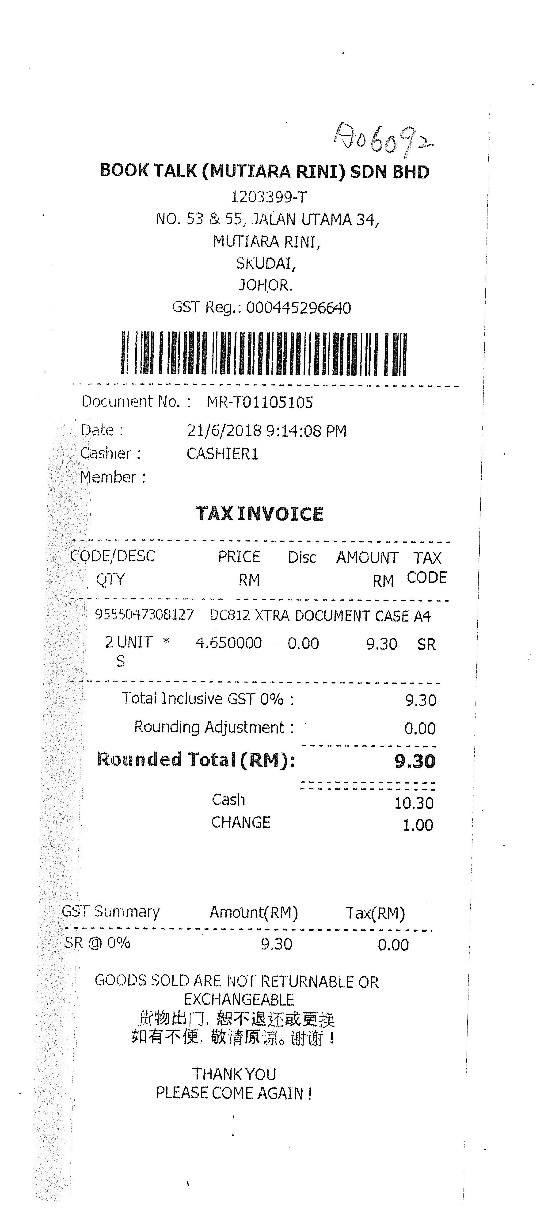 A06092
BOOK TALK (MUTIARA RINI) SDN BHD
1203399-T
NO. 53 & 55, JALAN UTAMA 34,
MUTIARA RINI,
SKUDAI,
JOHOR.
GST Reg.: 000445296640
Document No. : MR-T01105105
Date : 21/6/2018 9:14:08 PM
Cashier : CASHIER1
Member :
TAX INVOICE
CODE/DESC PRICE Disc AMOUNT TAX
QTY RM RM CODE
9555047308127 DC812 XTRA DOCUMENT CASE A4
2 UNIT * 4.650000 0.00 9.30 SR
S
Total Inclusive GST 0% : 9.30
Rounding Adjustment : 0.00
Rounded Total (RM): 9.30
Cash 10.30
CHANGE 1.00
GST Summary Amount(RM) Tax(RM)
SR @ 0% 9.30 0.00
GOODS SOLD ARE NOT RETURNABLE OR
EXCHANGEABLE
货物出门, 恕不退还或更换
如有不便, 敬请原谅。谢谢！
THANK YOU
PLEASE COME AGAIN !